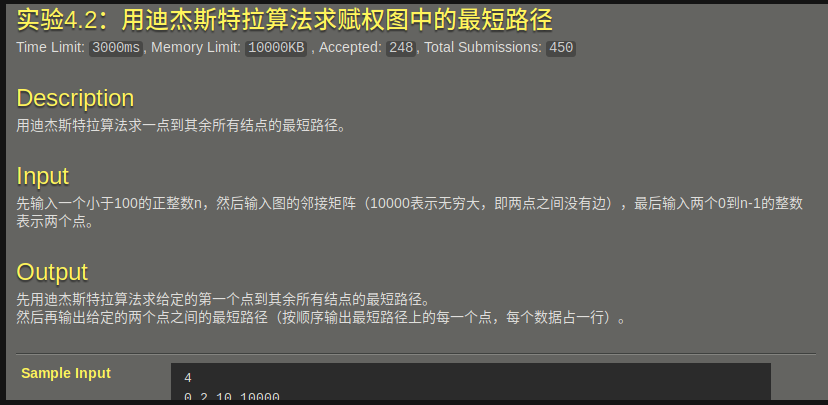 实验4.2：用迪杰斯特拉算法求赋权图中的最短路径
Time Limit: 3000ms, Memory Limit: 10000KB , Accepted: 248, Total Submissions: 450
Description
用迪杰斯特拉算法求一点到其余所有结点的最短路径。
Input
先输入一个小于100的正整数n，然后输入图的邻接矩阵（10000表示无穷大，即两点之间没有边），最后输入两个0到n-1的整数
表示两个点。
Output
先用迪杰斯特拉算法求给定的第一个点到其余所有结点的最短路径。
然后再输出给定的两个点之间的最短路径（按顺序输出最短路径上的每一个点，每个数据占一行）。
Sample Input
4
0 2 10 10000